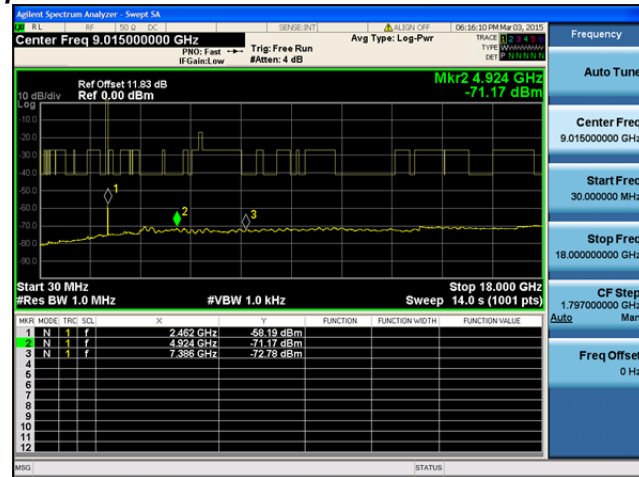 Agilent Spectrum Analyzer - Swept SA
RL RF 50 Ω DC SENSE:INT ALIGN OFF 06:16:10 PM Mar 03, 2015
Center Freq 9.015000000 GHz
PNO: Fast
IFGain:Low
Trig: Free Run
#Atten: 4 dB
Avg Type: Log-Pwr
TRACE 1 2 3 4 5 6
TYPE
DET P N N N N N
Frequency
Mkr2 4.924 GHz
-71.17 dBm
Ref Offset 11.83 dB
10 dB/div Ref 0.00 dBm
Log
-10.0
-20.0
-30.0
-40.0
-50.0
-60.0
-70.0
-80.0
-90.0
1
2
3
Start 30 MHz Stop 18.000 GHz
#Res BW 1.0 MHz #VBW 1.0 kHz Sweep 14.0 s (1001 pts)
MKR MODE TRC SCL X Y FUNCTION FUNCTION WIDTH FUNCTION VALUE
1 N 1 f 2.462 GHz -58.19 dBm
2 N 1 f 4.924 GHz -71.17 dBm
3 N 1 f 7.386 GHz -72.78 dBm
4
5
6
7
8
9
10
11
12
MSG STATUS
Auto Tune
Center Freq
9.015000000 GHz
Start Freq
30.000000 MHz
Stop Freq
18.000000000 GHz
CF Step
1.797000000 GHz
Auto Man
Freq Offset
0 Hz